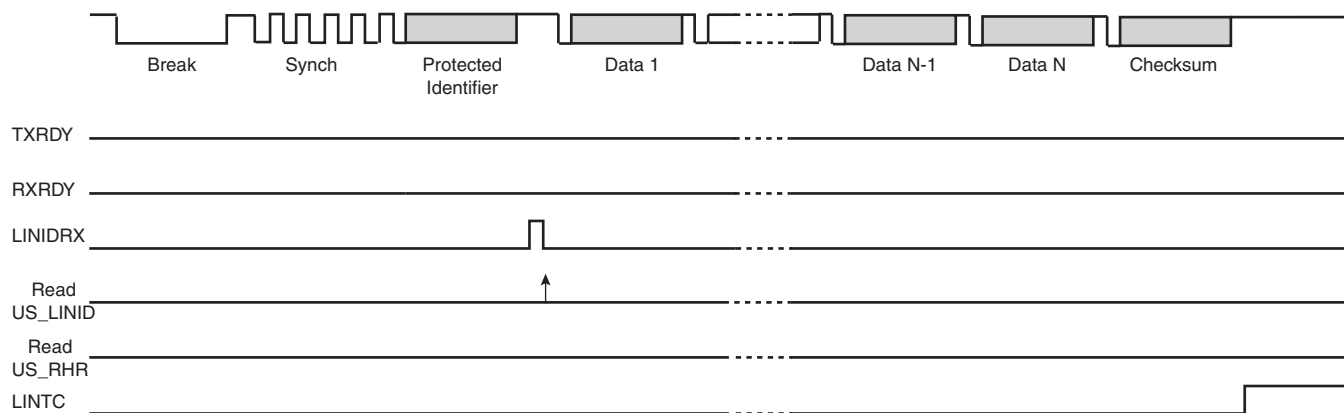 Break Synch Protected Identifier Data 1 Data N-1 Data N Checksum
TXRDY
RXRDY
LINIDRX
Read
US_LINID
Read
US_RHR
LINTC